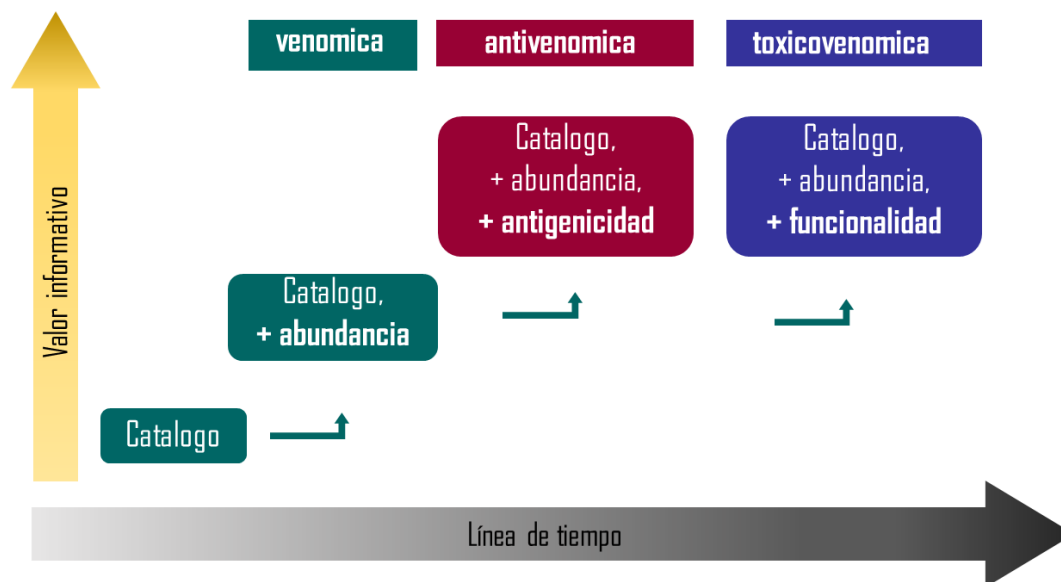 venomica
antivenomica
toxicovenomica
Catalogo,
+ abundancia,
+ antigenicidad
Catalogo,
+ abundancia,
+ funcionalidad
Catalogo,
+ abundancia
Catalogo
Valor informativo
Línea de tiempo